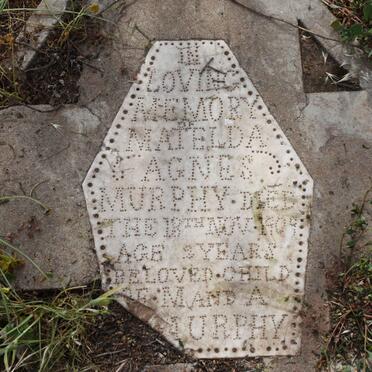 IN
LOVING
MEMORY
OF
MATELDA
AGNES
MURPHY DIED
THE
AGE YEARS
BELOVED CHILD
M AND A
MURPHY